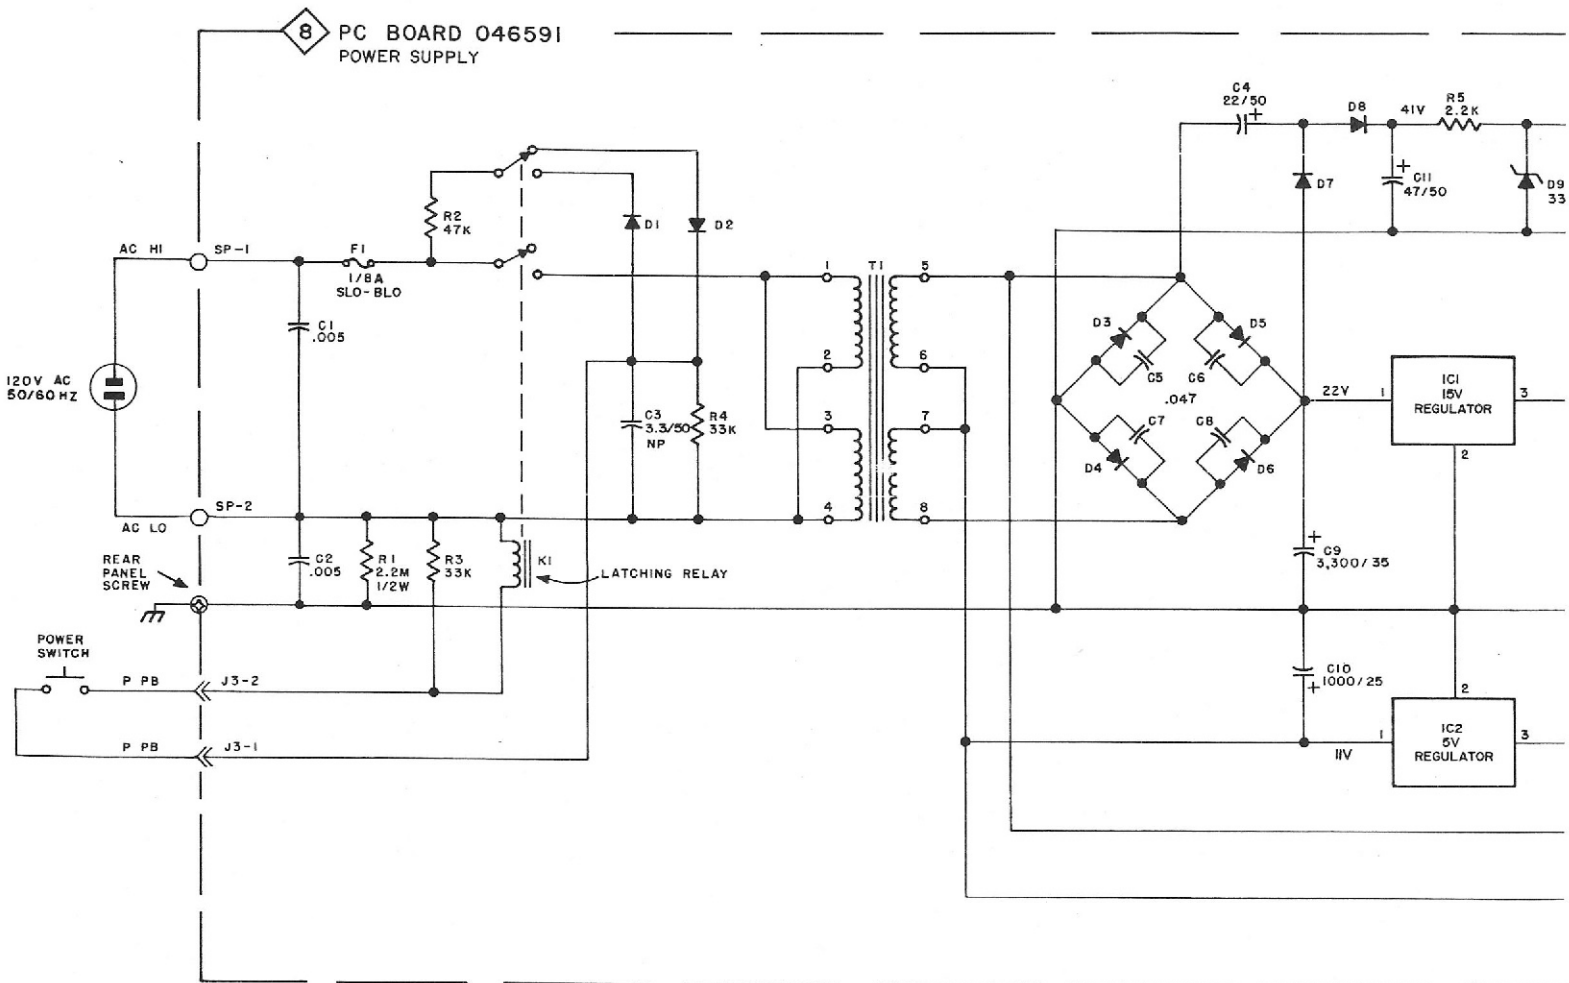 8 PC BOARD 046591
POWER SUPPLY
C4
22/50
+
D8
41V
R5
2.2K
D7
+
C11
47/50
D9
33
R2
47K
D1
D2
AC HI
SP-1
F1
1/8A
SLO-BLO
1
T1
5
C1
.005
D3
D5
2
6
C5
C6
.047
120V AC
50/60 HZ
22V
1
IC1
15V
REGULATOR
3
2
C3
3.3/50
NP
R4
33K
3
7
C7
C8
D4
D6
AC LO
SP-2
4
8
REAR
PANEL
SCREW
C2
.005
R1
2.2M
1/2W
R3
33K
K1
LATCHING RELAY
+
C9
3,300/35
POWER
SWITCH
P PB
J3-2
C10
+
1000/25
2
P PB
J3-1
11V
1
IC2
5V
REGULATOR
3